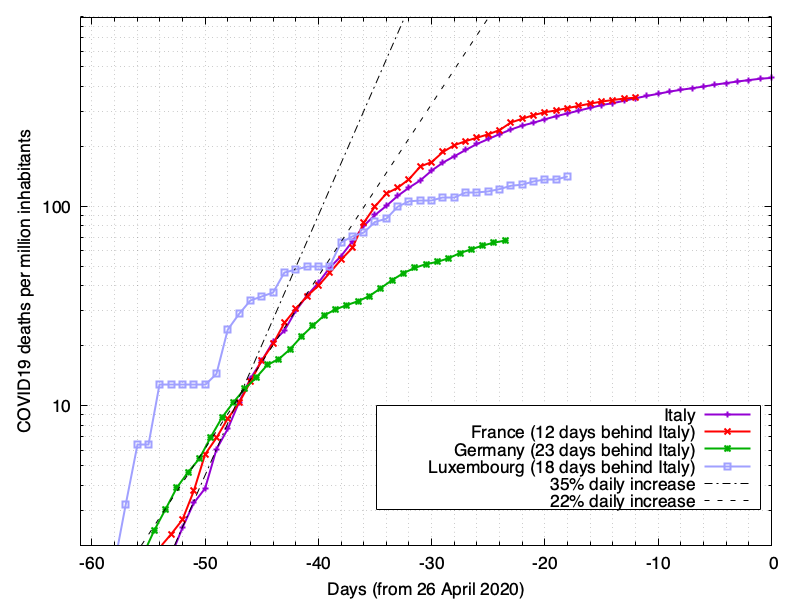 COVID19 deaths per million inhabitants
100
10
Italy
France (12 days behind Italy)
Germany (23 days behind Italy)
Luxembourg (18 days behind Italy)
35% daily increase
22% daily increase
-60 -50 -40 -30 -20 -10 0
Days (from 26 April 2020)